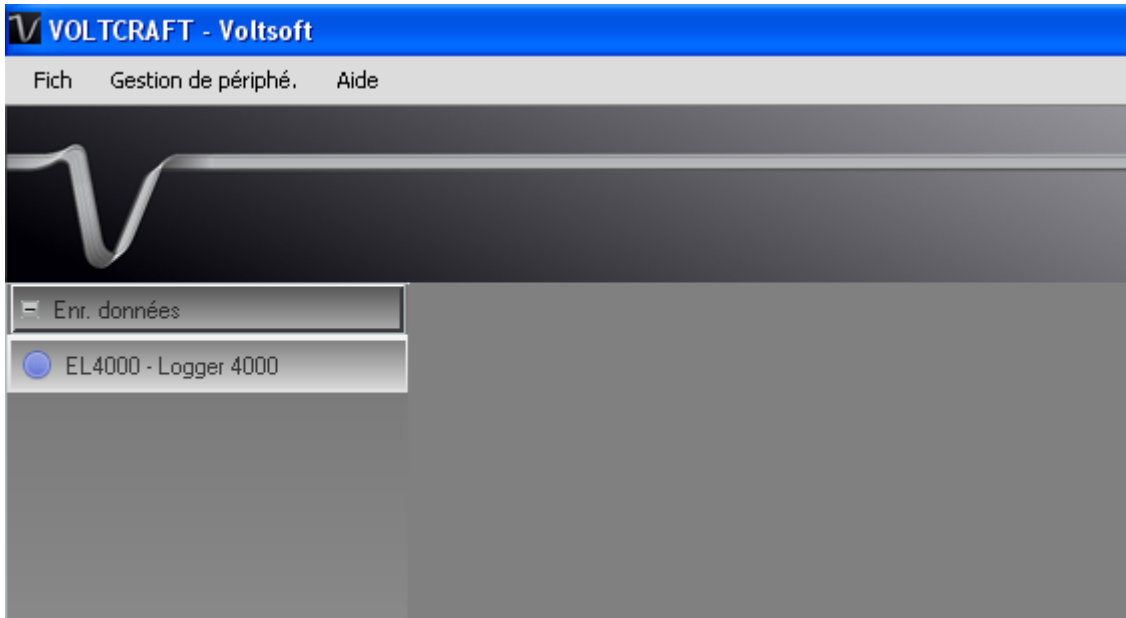 VOLTCRAFT - Voltsoft
Fich Gestion de périphé. Aide
Enr. données
EL4000 - Logger 4000